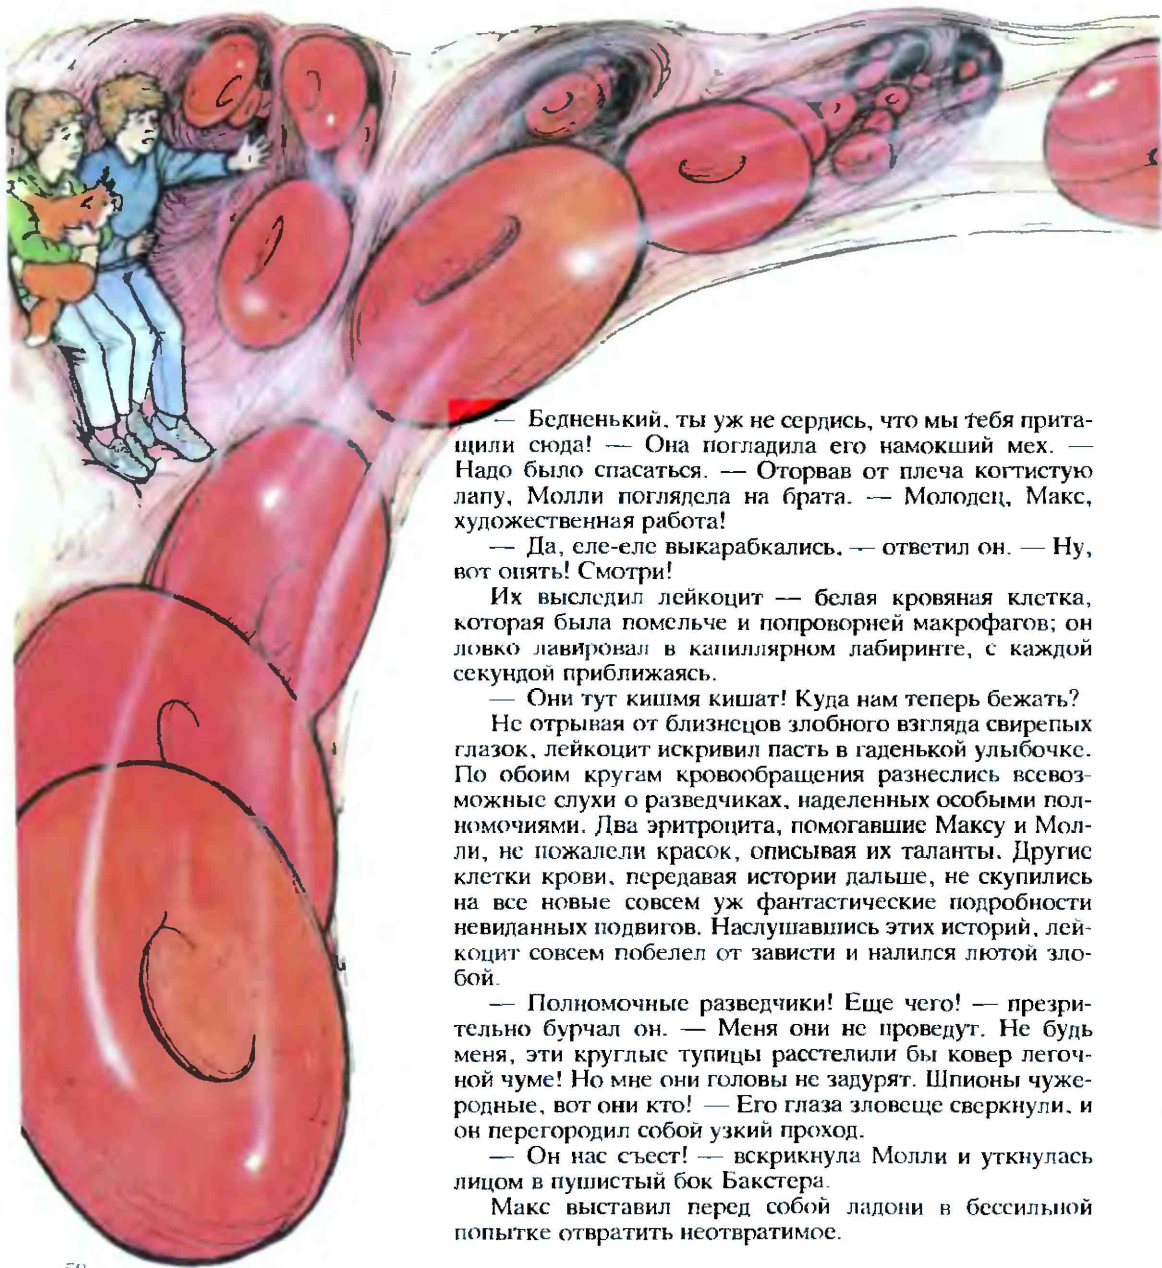 — Бедненький, ты уж не сердись, что мы тебя прита-
щили сюда! — Она погладила его намокший мех. —
Надо было спасаться. — Оторвав от плеча когтистую
лапу, Молли поглядела на брата. — Молодец, Макс,
художественная работа!
— Да, еле-еле выкарабкались, — ответил он. — Ну,
вот опять! Смотри!
Их выследил лейкоцит — белая кровяная клетка,
которая была помельче и попроворней макрофагов; он
ловко лавировал в капиллярном лабиринте, с каждой
секундой приближаясь.
— Они тут кишмя кишат! Куда нам теперь бежать?
Не отрывая от близнецов злобного взгляда свирепых
глазок, лейкоцит искривил пасть в гаденькой улыбочке.
По обоим кругам кровообращения разнеслись всевоз-
можные слухи о разведчиках, наделенных особыми пол-
номочиями. Два эритроцита, помогавшие Максу и Мол-
ли, не пожалели красок, описывая их таланты. Другие
клетки крови, передавая истории дальше, не скупились
на все новые совсем уж фантастические подробности
невиданных подвигов. Наслушавшись этих историй, лей-
коцит совсем побелел от зависти и налился лютой зло-
бой.
— Полномочные разведчики! Еще чего! — презри-
тельно бурчал он. — Меня они не проведут. Не будь
меня, эти круглые тупицы расстелили бы ковер легоч-
ной чуме! Но мне они головы не задурят. Шпионы чуже-
родные, вот они кто! — Его глаза зловеще сверкнули, и
он перегородил собой узкий проход.
— Он нас съест! — вскрикнула Молли и уткнулась
лицом в пушистый бок Бакстера.
Макс выставил перед собой ладони в бессильной
попытке отвратить неотвратимое.